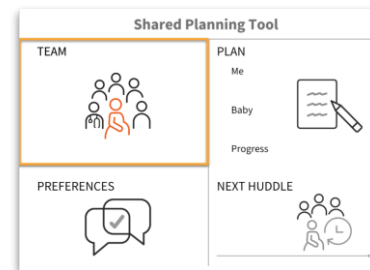 Shared Planning Tool
TEAM
PLAN
Me
Baby
Progress
PREFERENCES
NEXT HUDDLE